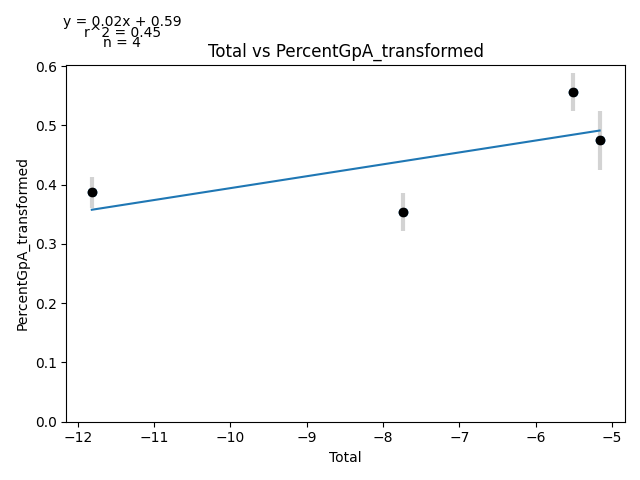 y = 0.02x + 0.59
r^2 = 0.45
n = 4
Total vs PercentGpA_transformed
PercentGpA_transformed
0.6
0.5
0.4
0.3
0.2
0.1
0.0
−12 −11 −10 −9 −8 −7 −6 −5
Total